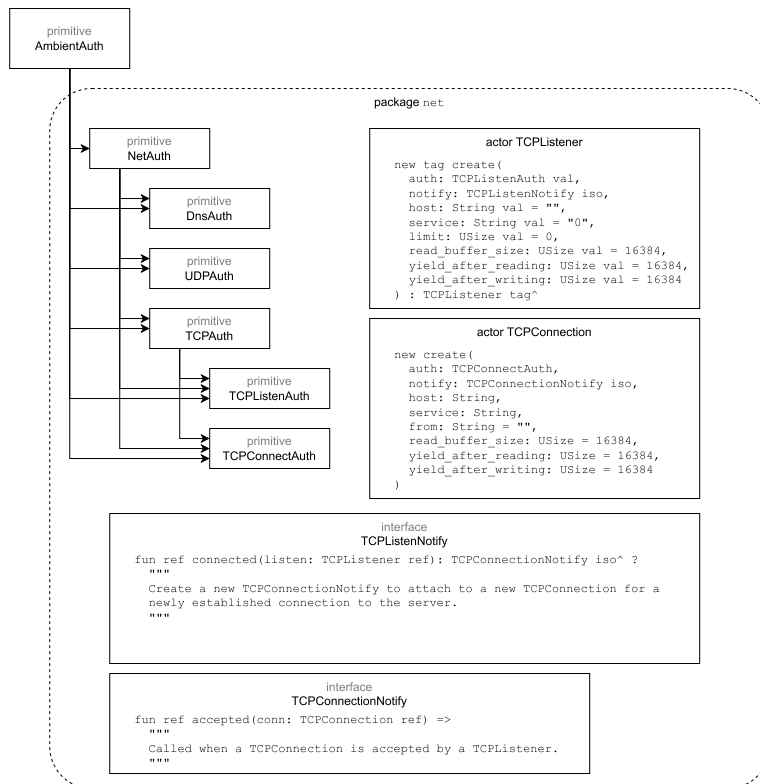 primitive
AmbientAuth
package net
primitive
NetAuth
primitive
DnsAuth
primitive
UDPAuth
primitive
TCPAuth
primitive
TCPListenAuth
primitive
TCPConnectAuth
actor TCPListener
new tag create(
auth: TCPListenAuth val,
notify: TCPListenNotify iso,
host: String val = "",
service: String val = "0",
limit: USize val = 0,
read_buffer_size: USize val = 16384,
yield_after_reading: USize val = 16384,
yield_after_writing: USize val = 16384
) : TCPListener tag^
actor TCPConnection
new create(
auth: TCPConnectAuth,
notify: TCPConnectionNotify iso,
host: String,
service: String,
from: String = "",
read_buffer_size: USize = 16384,
yield_after_reading: USize = 16384,
yield_after_writing: USize = 16384
)
interface
TCPListenNotify
fun ref connected(listen: TCPListener ref): TCPConnectionNotify iso^ ?
"""
Create a new TCPConnectionNotify to attach to a new TCPConnection for a
newly established connection to the server.
"""
interface
TCPConnectionNotify
fun ref accepted(conn: TCPConnection ref) =>
"""
Called when a TCPConnection is accepted by a TCPListener.
"""